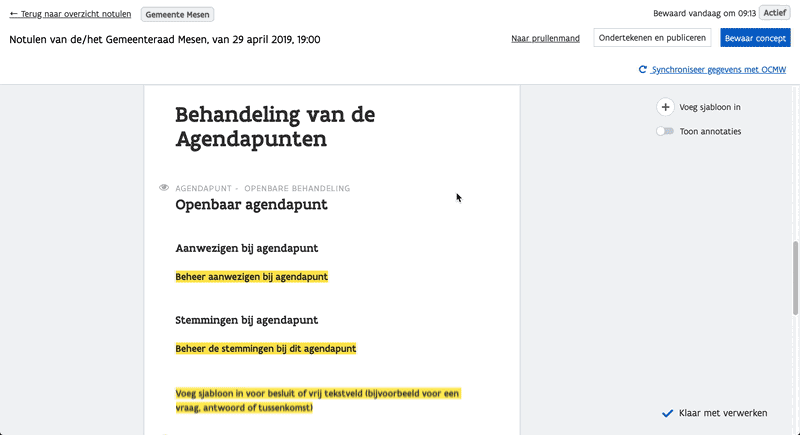 ← Terug naar overzicht notulen
Gemeente Mesen
Bewaard vandaag om 09:13
Actief
Notulen van de/het Gemeenteraad Mesen, van 29 april 2019, 19:00
Naar prullenmand
Ondertekenen en publiceren
Bewaar concept
Synchroniseer gegevens met OCMW
Behandeling van de
Agendapunten
Voeg sjabloon in
Toon annotaties
AGENDAPUNT - OPENBARE BEHANDELING
Openbaar agendapunt
Aanwezigen bij agendapunt
Beheer aanwezigen bij agendapunt
Stemmingen bij agendapunt
Beheer de stemmingen bij dit agendapunt
Voeg sjabloon in voor besluit of vrij tekstveld (bijvoorbeeld voor een
vraag, antwoord of tussenkomst)
Klaar met verwerken